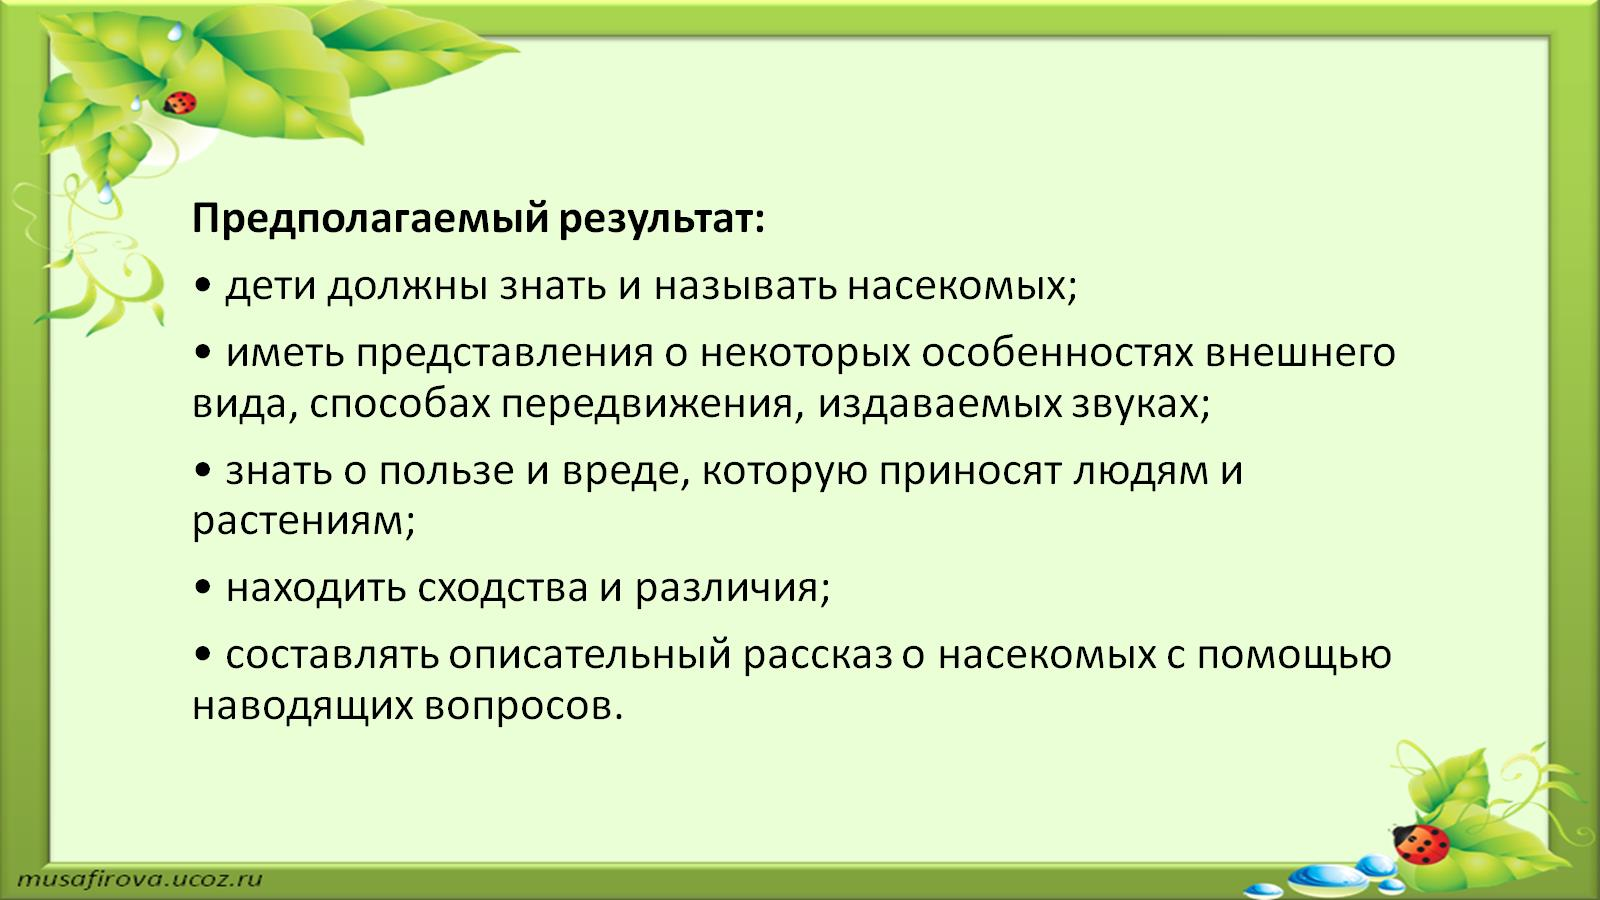 Предполагаемый результат:
• дети должны знать и называть насекомых;
• иметь представления о некоторых особенностях внешнего
вида, способах передвижения, издаваемых звуках;
• знать о пользе и вреде, которую приносят людям и
растениям;
• находить сходства и различия;
• составлять описательный рассказ о насекомых с помощью
наводящих вопросов.
musafirova.ucoz.ru